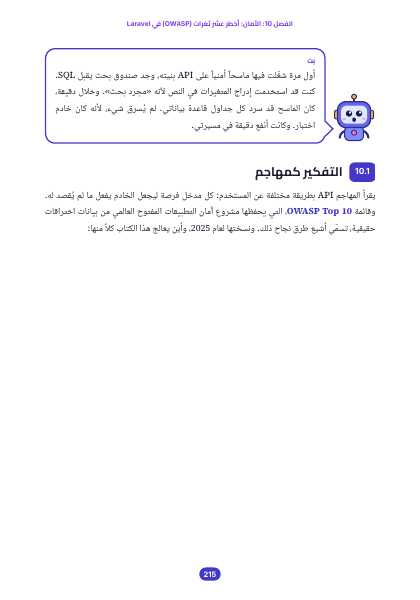 الفصل 10: الأمان: أخطر عشر ثغرات (OWASP) في Laravel
بت
أول مرة شغّلت فيها ماسحاً أمنياً على API بنيته، وجد صندوق بحث يقبل SQL.
كنت قد استخدمت إدراج المتغيرات في النص لأنه «مجرد بحث». وخلال دقيقة،
كان الماسح قد سرد كل جداول قاعدة بياناتي. لم يُسرق شيء، لأنه كان خادم
اختبار. وكانت أنفع دقيقة في مسيرتي.
10.1 التفكير كمهاجم
يقرأ المهاجم API بطريقة مختلفة عن المستخدم: كل مدخل فرصة ليجعل الخادم يفعل ما لم يُقصد له.
وقائمة OWASP Top 10، التي يحفظها مشروع أمان التطبيقات المفتوح العالمي من بيانات اختراقات
حقيقية، تسمّي أشيع طرق نجاح ذلك. ونسختها لعام 2025، وأين يعالج هذا الكتاب كلاً منها:
215